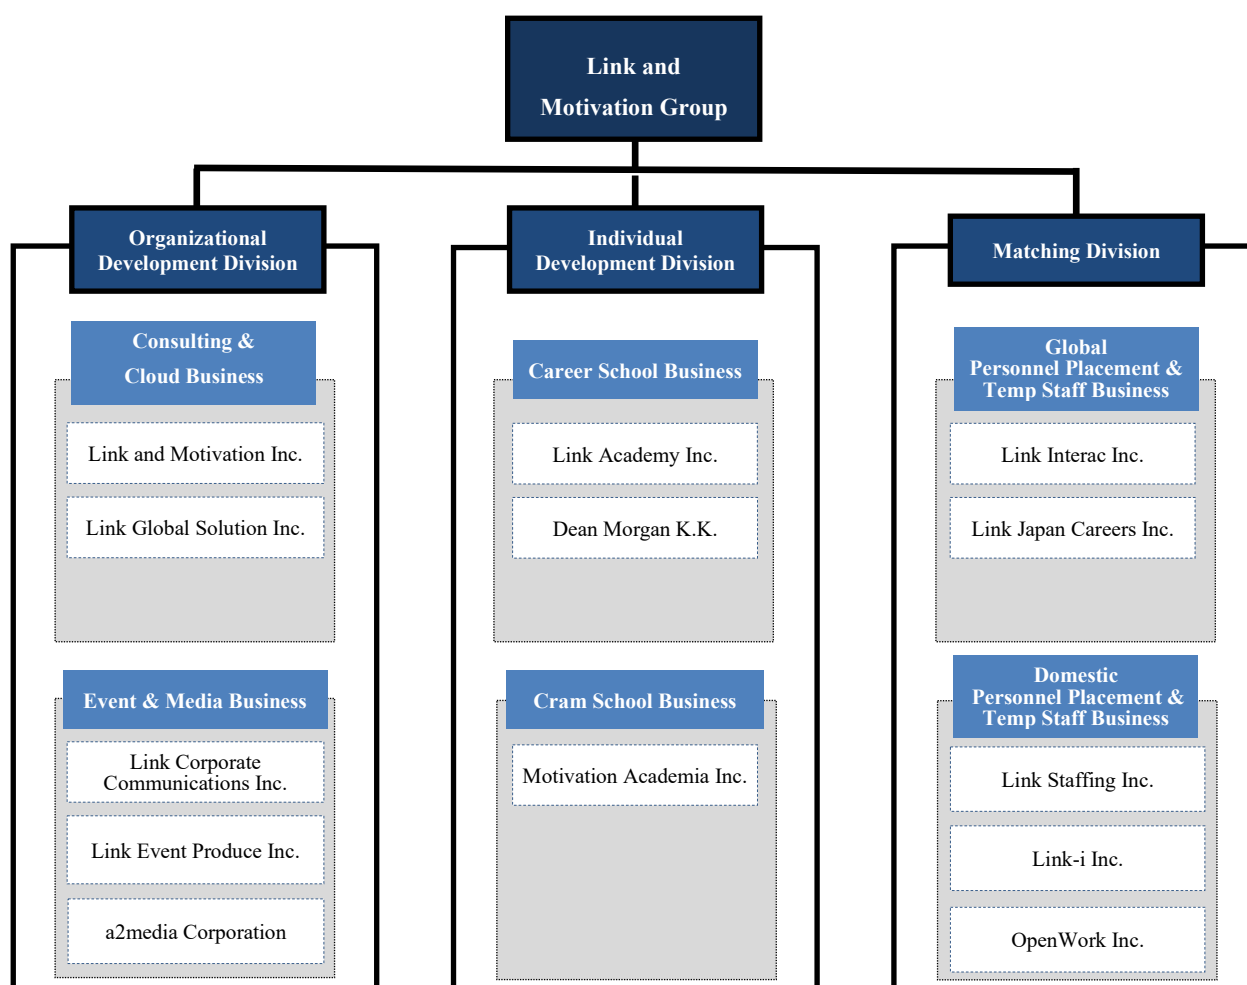 Link and
Motivation Group
Organizational
Development Division
Individual
Development Division
Matching Division
Consulting &
Cloud Business
Link and Motivation Inc.
Link Global Solution Inc.
Event & Media Business
Link Corporate
Communications Inc.
Link Event Produce Inc.
a2media Corporation
Career School Business
Link Academy Inc.
Dean Morgan K.K.
Cram School Business
Motivation Academia Inc.
Global
Personnel Placement &
Temp Staff Business
Link Interac Inc.
Link Japan Careers Inc.
Domestic
Personnel Placement &
Temp Staff Business
Link Staffing Inc.
Link-i Inc.
OpenWork Inc.